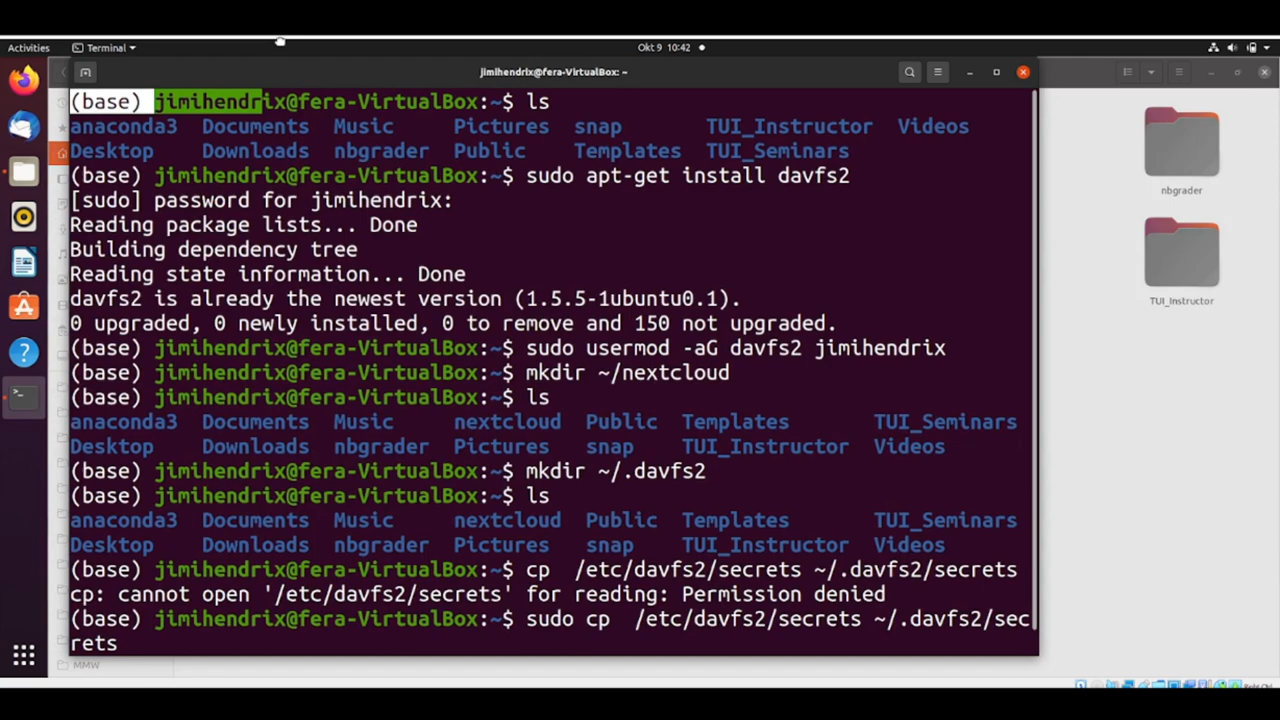 Activities
Terminal
Okt 9 10:42
jimihendrix@fera-VirtualBox: ~
(base) jimihendrix@fera-VirtualBox:~$ ls
anaconda3 Documents Music Pictures snap TUI_Instructor Videos
Desktop Downloads nbgrader Public Templates TUI_Seminars
(base) jimihendrix@fera-VirtualBox:~$ sudo apt-get install davfs2
[sudo] password for jimihendrix:
Reading package lists... Done
Building dependency tree
Reading state information... Done
davfs2 is already the newest version (1.5.5-1ubuntu0.1).
0 upgraded, 0 newly installed, 0 to remove and 150 not upgraded.
(base) jimihendrix@fera-VirtualBox:~$ sudo usermod -aG davfs2 jimihendrix
(base) jimihendrix@fera-VirtualBox:~$ mkdir ~/nextcloud
(base) jimihendrix@fera-VirtualBox:~$ ls
anaconda3 Documents Music nextcloud Public Templates TUI_Seminars
Desktop Downloads nbgrader Pictures snap TUI_Instructor Videos
(base) jimihendrix@fera-VirtualBox:~$ mkdir ~/.davfs2
(base) jimihendrix@fera-VirtualBox:~$ ls
anaconda3 Documents Music nextcloud Public Templates TUI_Seminars
Desktop Downloads nbgrader Pictures snap TUI_Instructor Videos
(base) jimihendrix@fera-VirtualBox:~$ cp  /etc/davfs2/secrets ~/.davfs2/secrets
cp: cannot open '/etc/davfs2/secrets' for reading: Permission denied
(base) jimihendrix@fera-VirtualBox:~$ sudo cp  /etc/davfs2/secrets ~/.davfs2/sec
rets
nbgrader
TUI_Instructor
MMW
Right Ctrl